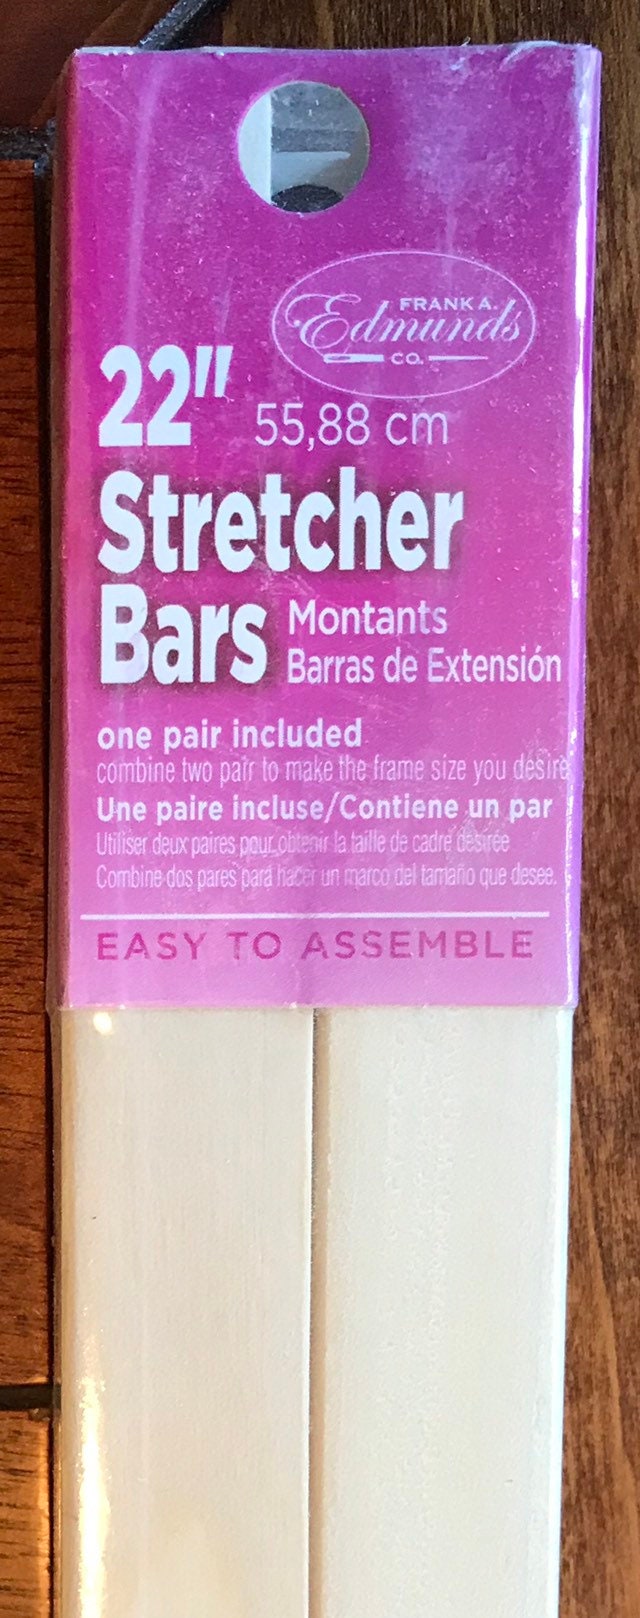 FRANK A.
Edmunds
CO.
22" 55,88 cm
Stretcher
Bars Montants
Barras de Extensión
one pair included
combine two pair to make the frame size you desire
Une paire incluse/Contiene un par
Utiliser deux paires pour obtenir la taille de cadre désirée
Combine dos pares para hacer un marco del tamano que desee.
EASY TO ASSEMBLE